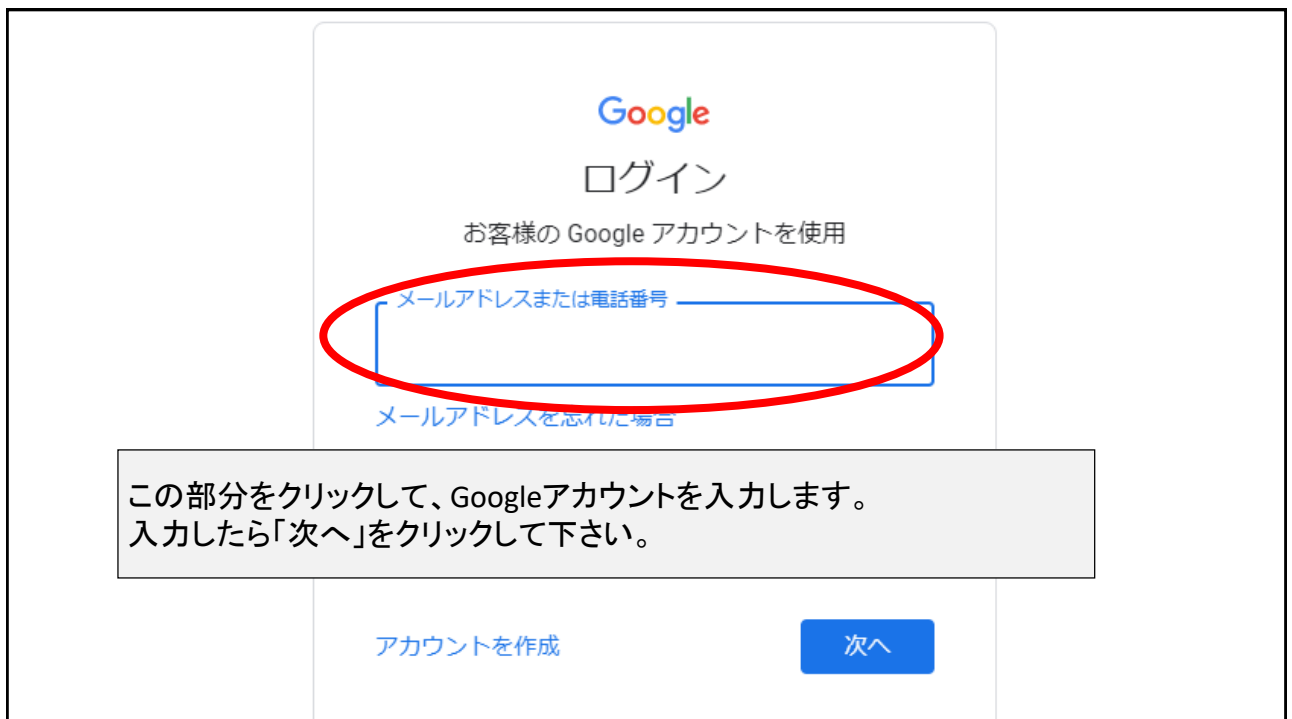 Google
ログイン
お客様の Google アカウントを使用
メールアドレスまたは電話番号
メールアドレスを忘れた場合
この部分をクリックして、Googleアカウントを入力します。
入力したら「次へ」をクリックして下さい。
アカウントを作成
次へ